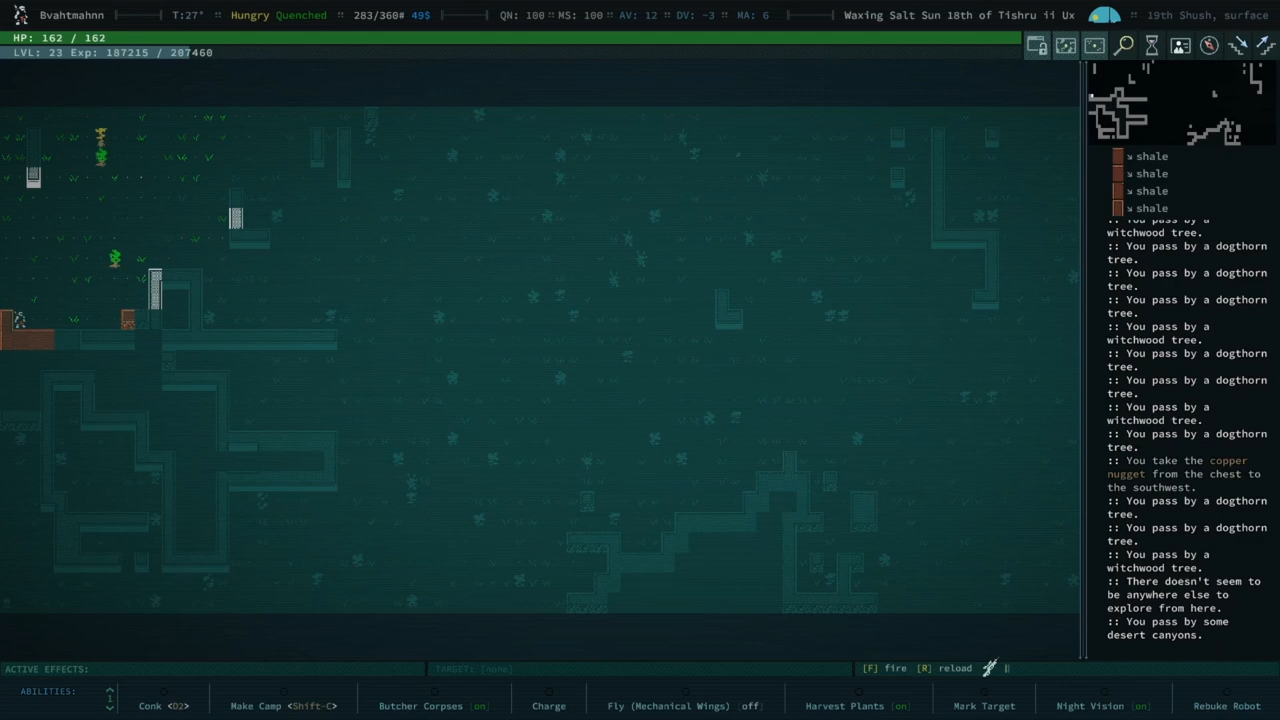 Bvahtmahnn T:27° :: Hungry Quenched :: 283/360# 49$ QN: 100 :: MS: 100 :: AV: 12 :: DV: -3 :: MA: 6 Waxing Salt Sun 18th of Tishru ii Ux :: 19th Shush, surface
HP: 162 / 162
LVL: 23 Exp: 187215 / 207460
shale
shale
shale
shale
:: You pass by a
witchwood tree.
:: You pass by a dogthorn
tree.
:: You pass by a dogthorn
tree.
:: You pass by a dogthorn
tree.
:: You pass by a
witchwood tree.
:: You pass by a dogthorn
tree.
:: You pass by a dogthorn
tree.
:: You pass by a
witchwood tree.
:: You pass by a dogthorn
tree.
:: You take the copper
nugget from the chest to
the southwest.
:: You pass by a dogthorn
tree.
:: You pass by a dogthorn
tree.
:: You pass by a
witchwood tree.
:: There doesn't seem to
be anywhere else to
explore from here.
:: You pass by some
desert canyons.
ACTIVE EFFECTS: TARGET: [none] [F] fire [R] reload
ABILITIES: 1 Conk <D2> Make Camp <Shift-C> Butcher Corpses [on] Charge Fly (Mechanical Wings) [off] Harvest Plants [on] Mark Target Night Vision [on] Rebuke Robot